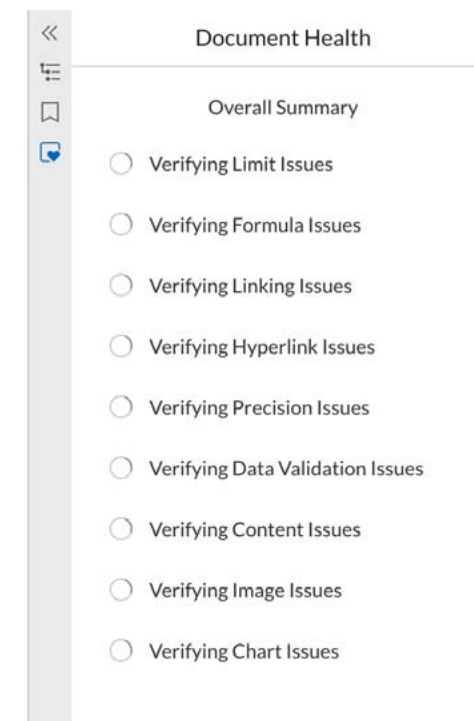 Document Health
Overall Summary
Verifying Limit Issues
Verifying Formula Issues
Verifying Linking Issues
Verifying Hyperlink Issues
Verifying Precision Issues
Verifying Data Validation Issues
Verifying Content Issues
Verifying Image Issues
Verifying Chart Issues